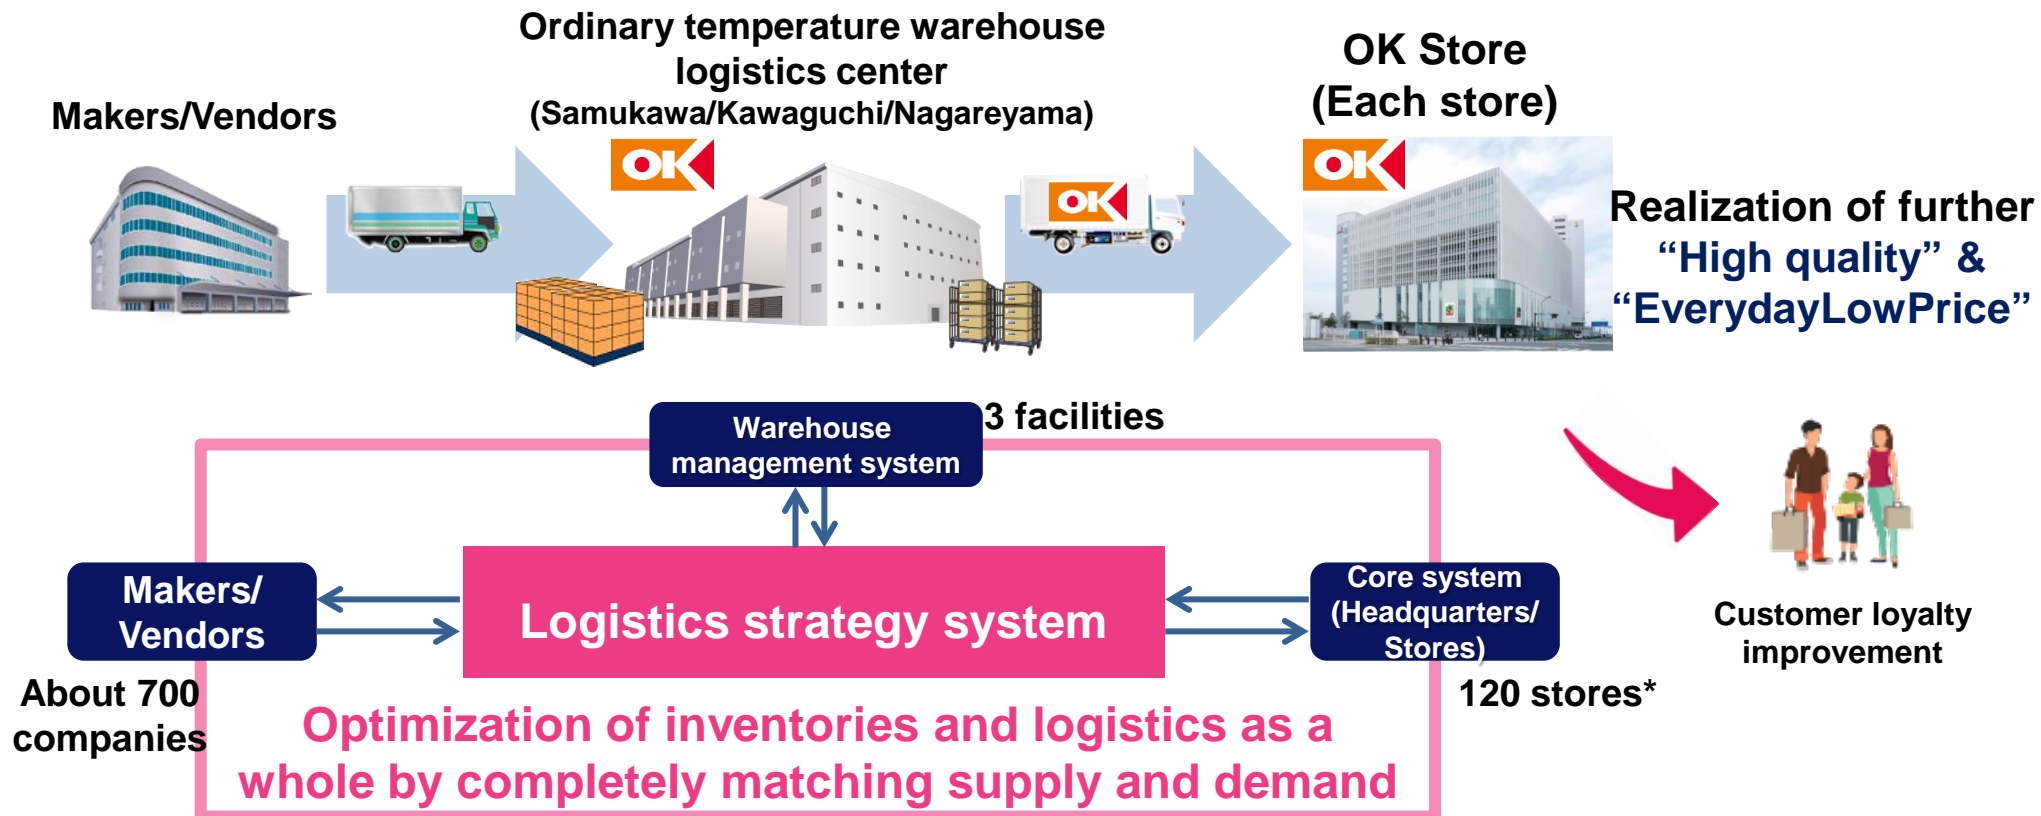 Ordinary temperature warehouse
logistics center
(Samukawa/Kawaguchi/Nagareyama)
OK Store
(Each store)
Makers/Vendors
OK
OK
OK
Realization of further
“High quality” &
“EverydayLowPrice”
Warehouse
management system
3 facilities
Makers/
Vendors
About 700
companies
Logistics strategy system
Core system
(Headquarters/
Stores)
120 stores*
Customer loyalty
improvement
Optimization of inventories and logistics as a
whole by completely matching supply and demand